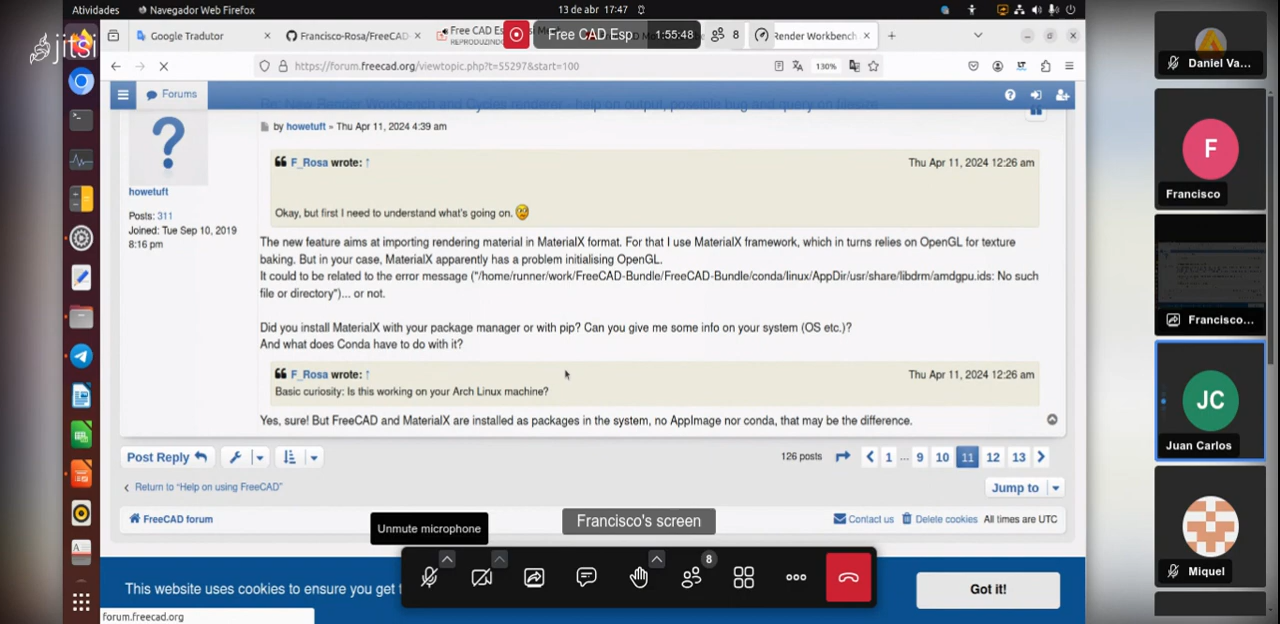 Atividades
Navegador Web Firefox
13 de abr 17:47
jitsi
Google Tradutor
Francisco-Rosa/FreeCAD-
Free CAD Es
REPRODUZIND
Free CAD Esp
1:55:48
8
Render Workbench
https://forum.freecad.org/viewtopic.php?t=55297&start=100
130%
Forums
by howetuft » Thu Apr 11, 2024 4:39 am
F_Rosa wrote: ↑
Thu Apr 11, 2024 12:26 am
Okay, but first I need to understand what's going on.
howetuft
Posts: 311
Joined: Tue Sep 10, 2019
8:16 pm
The new feature aims at importing rendering material in MaterialX format. For that I use MaterialX framework, which in turns relies on OpenGL for texture
baking. But in your case, MaterialX apparently has a problem initialising OpenGL.
It could be related to the error message ("/home/runner/work/FreeCAD-Bundle/FreeCAD-Bundle/conda/linux/AppDir/usr/share/libdrm/amdgpu.ids: No such
file or directory")... or not.
Did you install MaterialX with your package manager or with pip? Can you give me some info on your system (OS etc.)?
And what does Conda have to do with it?
F_Rosa wrote: ↑
Thu Apr 11, 2024 12:26 am
Basic curiosity: Is this working on your Arch Linux machine?
Yes, sure! But FreeCAD and MaterialX are installed as packages in the system, no AppImage nor conda, that may be the difference.
Post Reply
126 posts
1 ... 9 10 11 12 13
Return to "Help on using FreeCAD"
Jump to
FreeCAD forum
Contact us
Delete cookies
All times are UTC
Unmute microphone
Francisco's screen
8
This website uses cookies to ensure you get t
Got it!
forum.freecad.org
Daniel Va...
F
Francisco
Francisco...
JC
Juan Carlos
Miquel